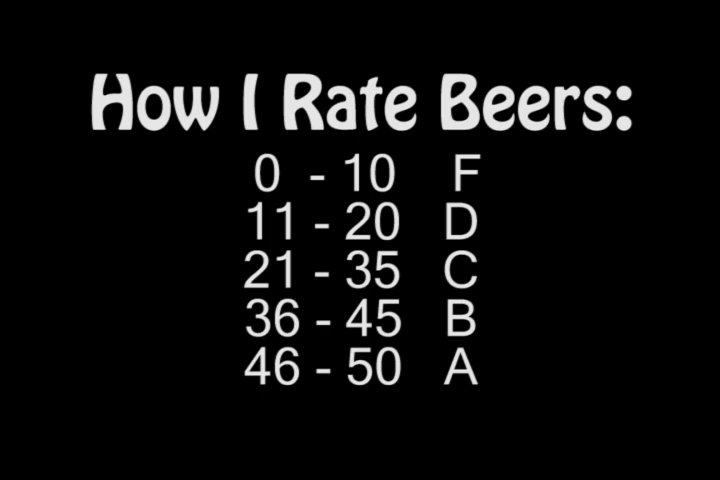 How I Rate Beers:
0 - 10 F
11 - 20 D
21 - 35 C
36 - 45 B
46 - 50 A